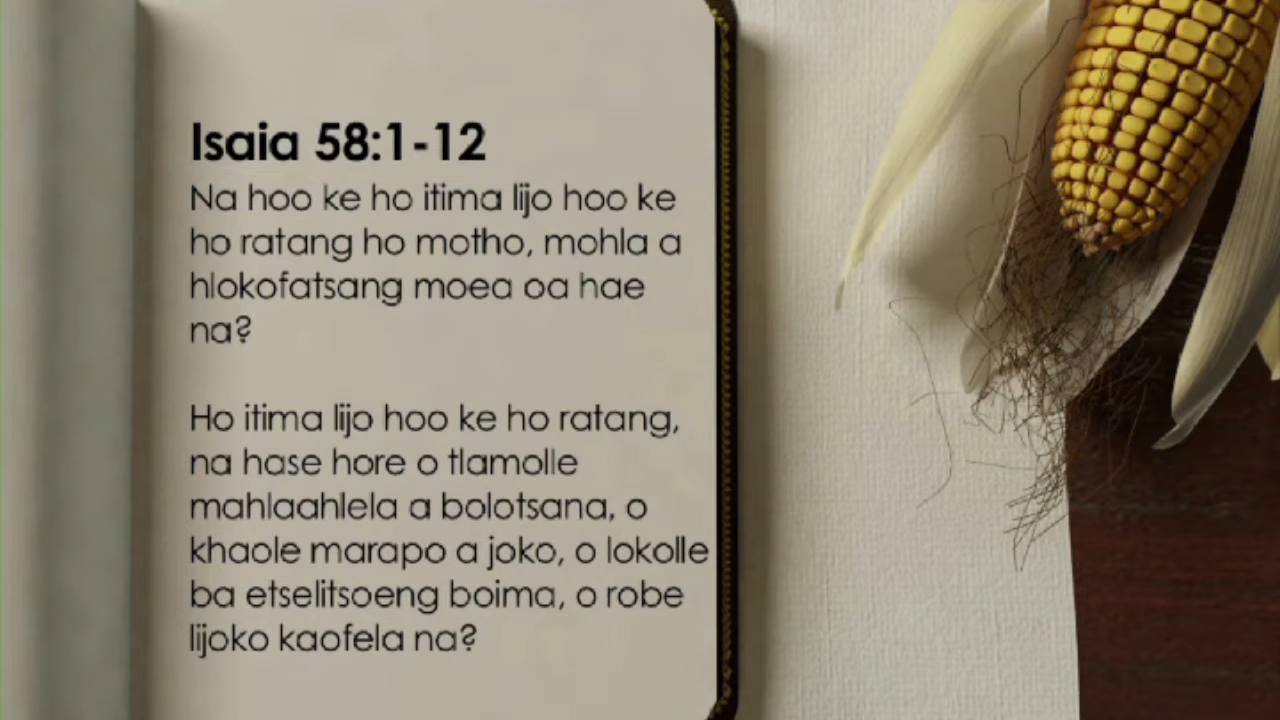 Isaia 58:1-12
Na hoo ke ho itima lijo hoo ke
ho ratang ho motho, mohla a
hlokofatsang moea oa hae
na?
Ho itima lijo hoo ke ho ratang,
na hase hore o tlamolle
mahlaahlela a bolotsana, o
khaole marapo a joko, o lokolle
ba etselitsoeng boima, o robe
lijoko kaofela na?